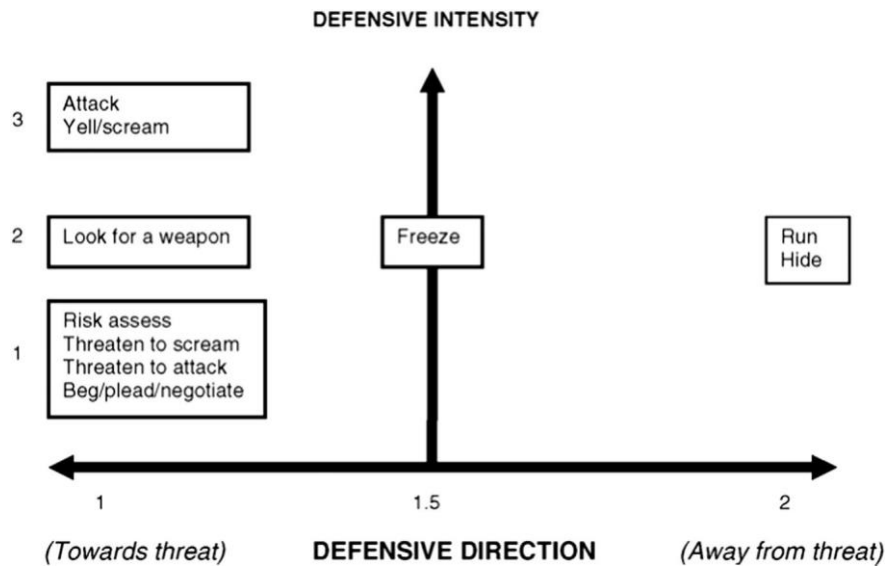 DEFENSIVE INTENSITY
3
Attack
Yell/scream
2
Look for a weapon
Freeze
Run
Hide
1
Risk assess
Threaten to scream
Threaten to attack
Beg/plead/negotiate
1
1.5
2
(Towards threat)
DEFENSIVE DIRECTION
(Away from threat)